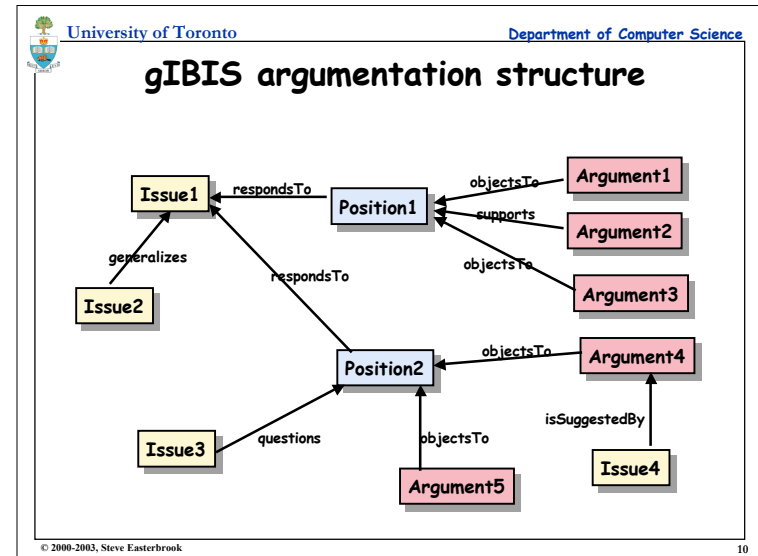 University of Toronto
Department of Computer Science
gIBIS argumentation structure
Issue1
respondsTo
Position1
objectsTo
Argument1
supports
Argument2
objectsTo
Argument3
generalizes
Issue2
respondsTo
Position2
objectsTo
Argument4
isSuggestedBy
Issue3
questions
objectsTo
Issue4
Argument5
© 2000-2003, Steve Easterbrook
10